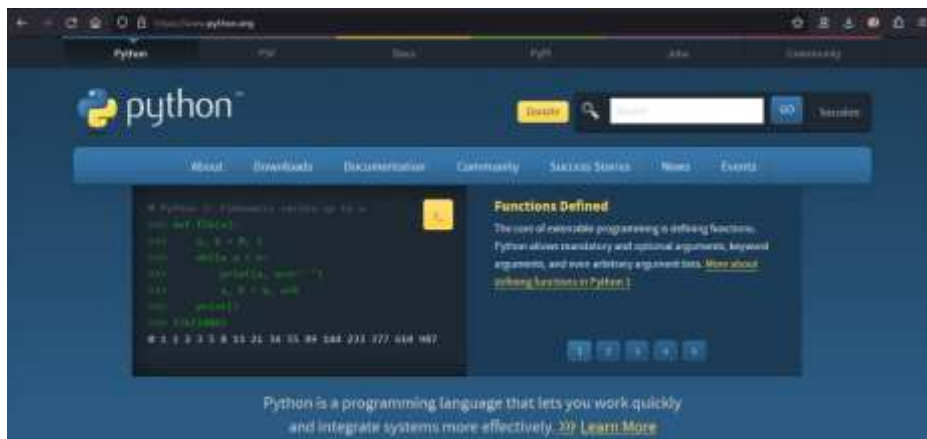 https://www.python.org
Python PSF Docs PyPI Jobs Community
python
Donate Search GO Socialize
About Downloads Documentation Community Success Stories News Events
# Python 3: Fibonacci series up to n
>>> def fib(n):
>>> a, b = 0, 1
>>> while a < n:
>>> print(a, end=' ')
>>> a, b = b, a+b
>>> print()
>>> fib(1000)
0 1 1 2 3 5 8 13 21 34 55 89 144 233 377 610 987
>_
Functions Defined
The core of extensible programming is defining functions.
Python allows mandatory and optional arguments, keyword
arguments, and even arbitrary argument lists. More about
defining functions in Python 3
1 2 3 4 5
Python is a programming language that lets you work quickly
and integrate systems more effectively. >>> Learn More